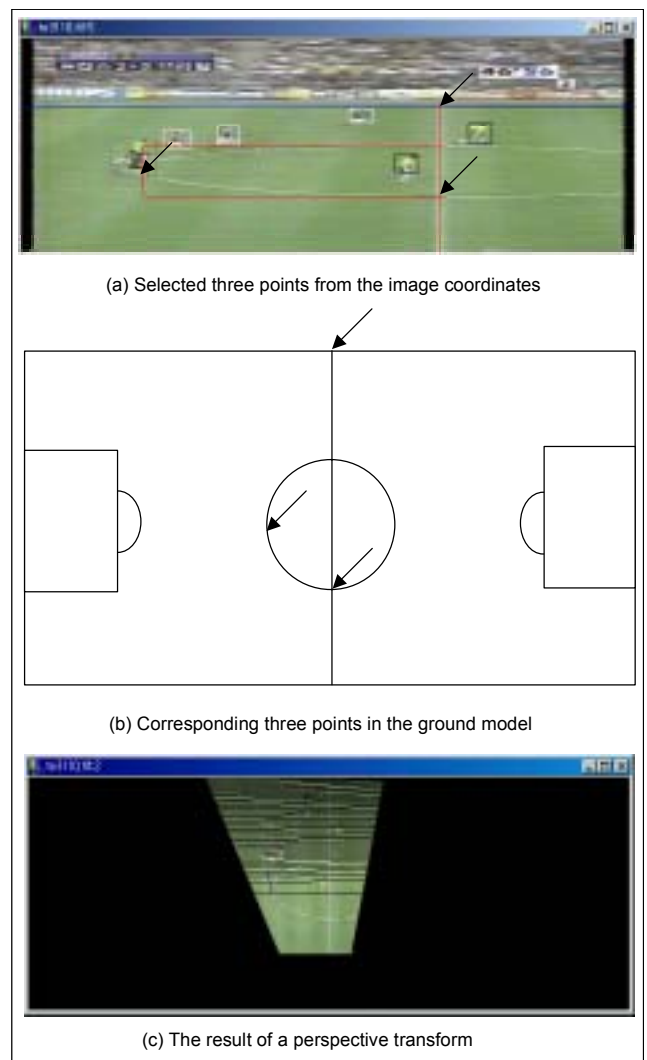 (a) Selected three points from the image coordinates
(b) Corresponding three points in the ground model
(c) The result of a perspective transform